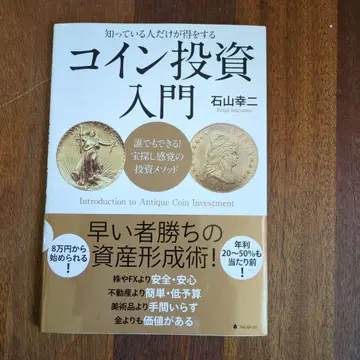 知っている人だけが得をする
コイン投資
入門
石山幸二
誰でもできる!
宝探し感覚の
投資メソッド
Introduction to Antique Coin Investment
早い者勝ちの
資産形成術!
8万円から
始められる!
年利
20~50%も
当たり前!
株やFXより安全・安心
不動産より簡単・低予算
美術品より手間いらず
金よりも価値がある